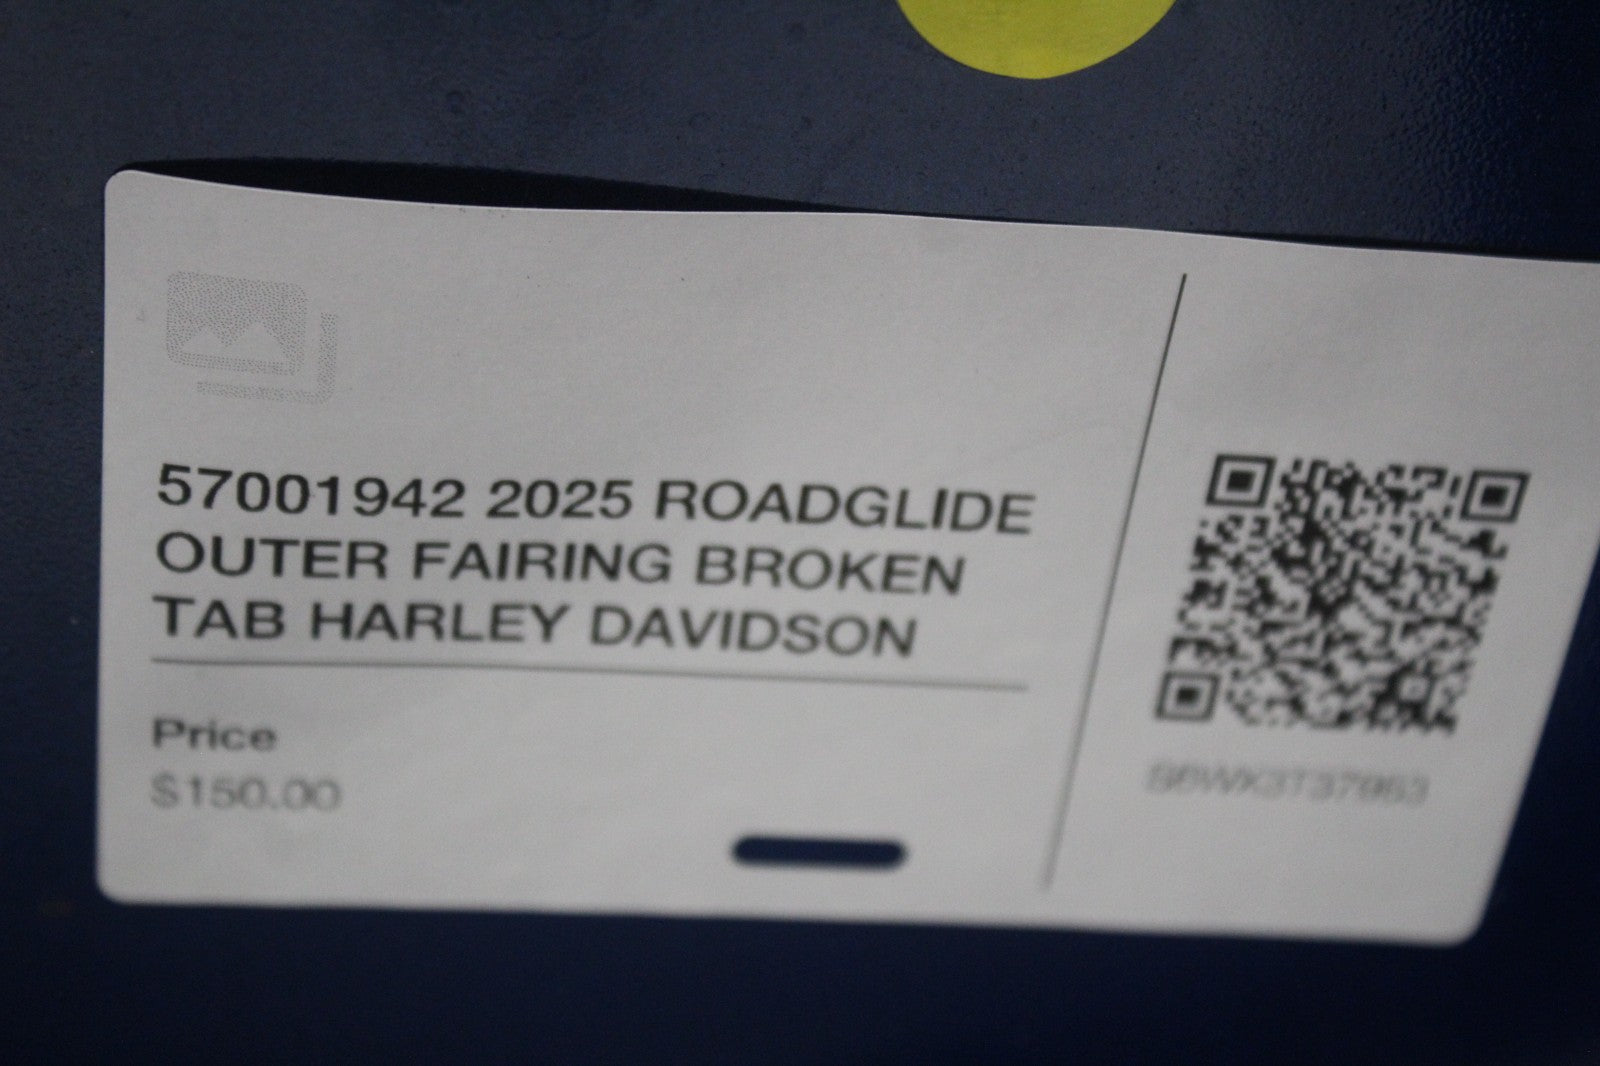 57001942 2025 ROADGLIDE
OUTER FAIRING BROKEN
TAB HARLEY DAVIDSON
Price
$150.00